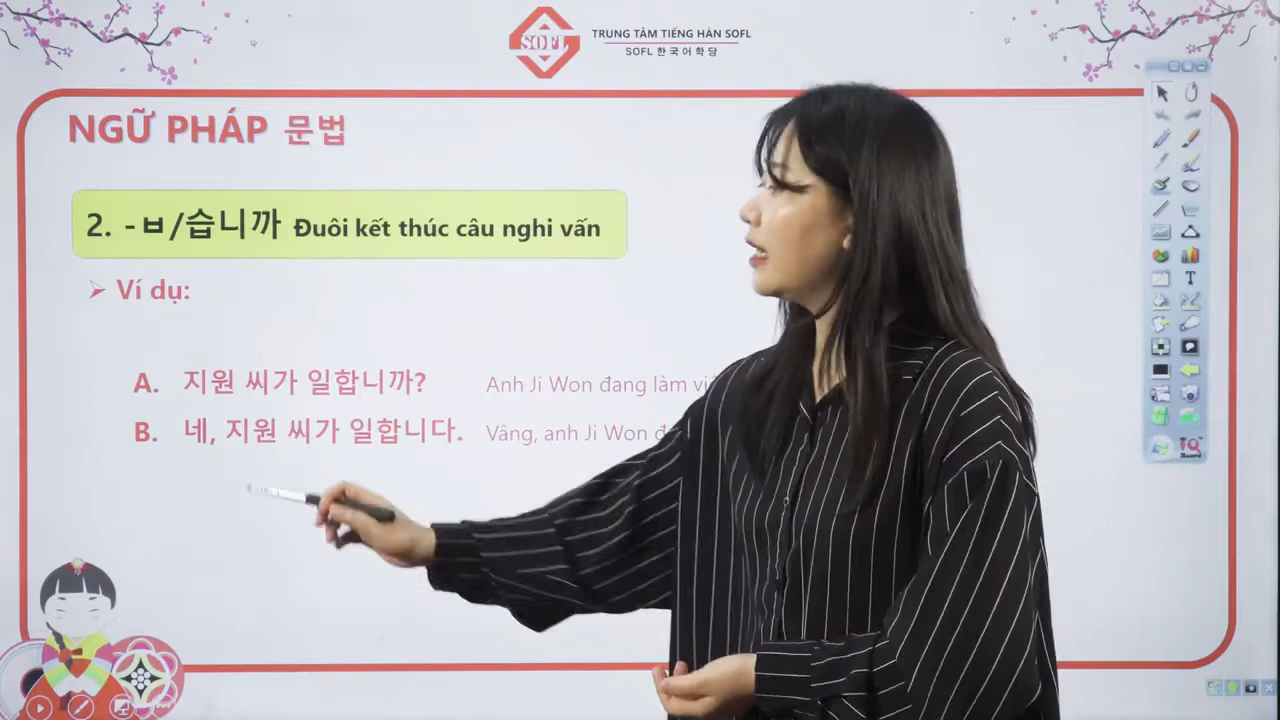 SOFL
TRUNG TÂM TIẾNG HÀN SOFL
SOFL 한국어학당
NGỮ PHÁP 문법
2. -ㅂ/습니까 Đuôi kết thúc câu nghi vấn
➢ Ví dụ:
A. 지원 씨가 일합니까? Anh Ji Won đang làm
B. 네, 지원 씨가 일합니다. Vâng, anh Ji Won
T
IQ
Board